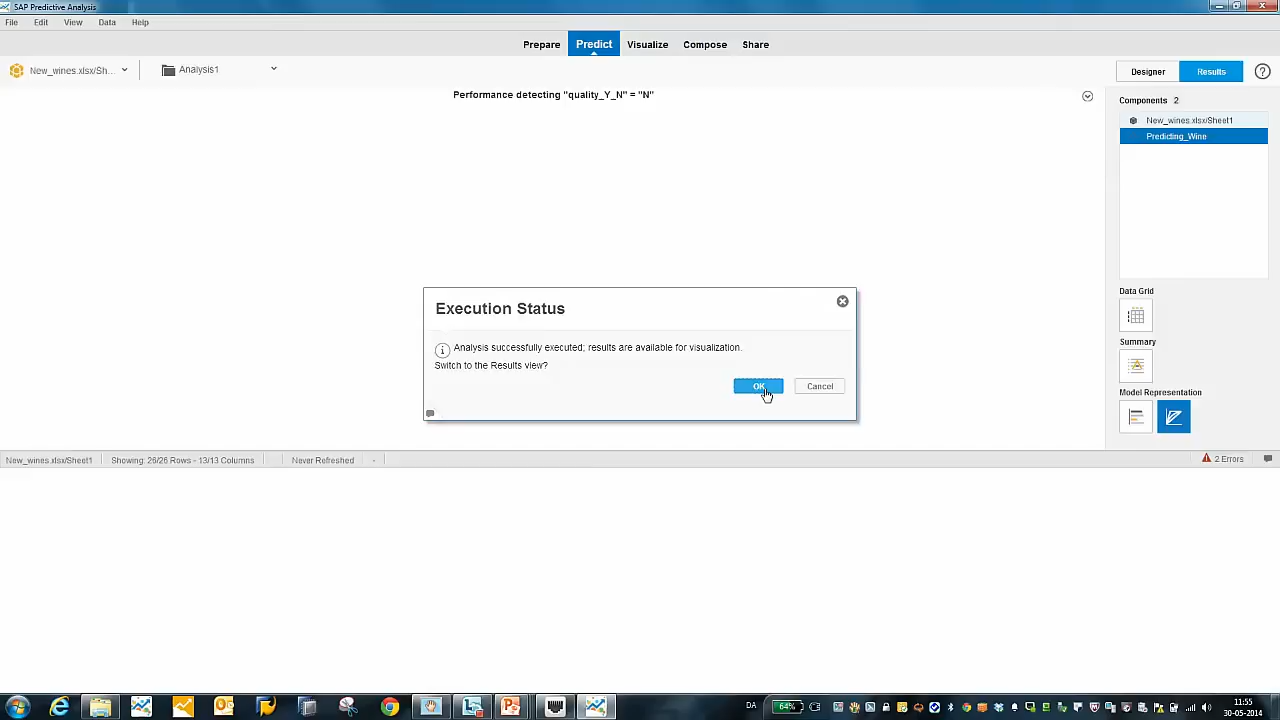 SAP Predictive Analysis
File Edit View Data Help
Prepare Predict Visualize Compose Share
New_wines.xlsx/Sh... Analysis1 Designer Results ?
Performance detecting "quality_Y_N" = "N"
Components 2
New_wines.xlsx/Sheet1
Predicting_Wine
Execution Status
Analysis successfully executed; results are available for visualization.
Switch to the Results view?
OK Cancel
Data Grid
Summary
Model Representation
New_wines.xlsx/Sheet1 Showing: 26/26 Rows - 13/13 Columns Never Refreshed - 2 Errors
DA 64% 11:55
30-05-2014